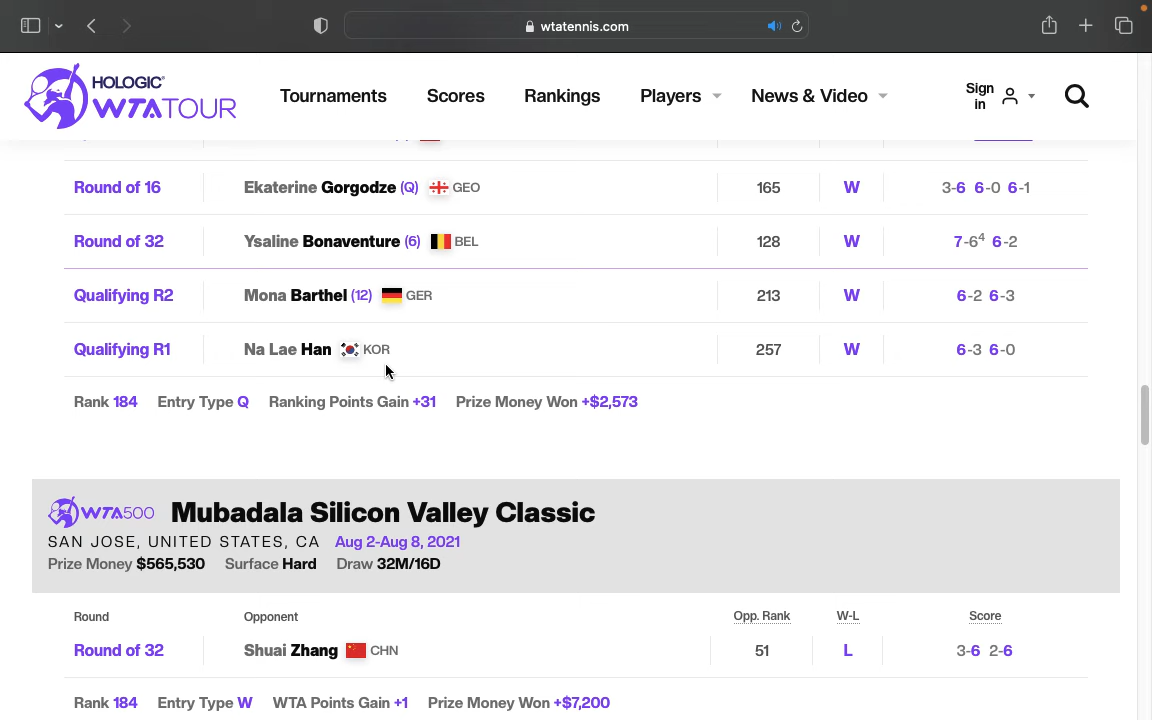 wtatennis.com
HOLOGIC
WTATOUR
Tournaments Scores Rankings Players News & Video Sign in
Round of 16 Ekaterine Gorgodze (Q) GEO 165 W 3-6 6-0 6-1
Round of 32 Ysaline Bonaventure (6) BEL 128 W 7-6⁴ 6-2
Qualifying R2 Mona Barthel (12) GER 213 W 6-2 6-3
Qualifying R1 Na Lae Han KOR 257 W 6-3 6-0
Rank 184 Entry Type Q Ranking Points Gain +31 Prize Money Won +$2,573
WTA500 Mubadala Silicon Valley Classic
SAN JOSE, UNITED STATES, CA Aug 2-Aug 8, 2021
Prize Money $565,530 Surface Hard Draw 32M/16D
Round Opponent Opp. Rank W-L Score
Round of 32 Shuai Zhang CHN 51 L 3-6 2-6
Rank 184 Entry Type W WTA Points Gain +1 Prize Money Won +$7,200